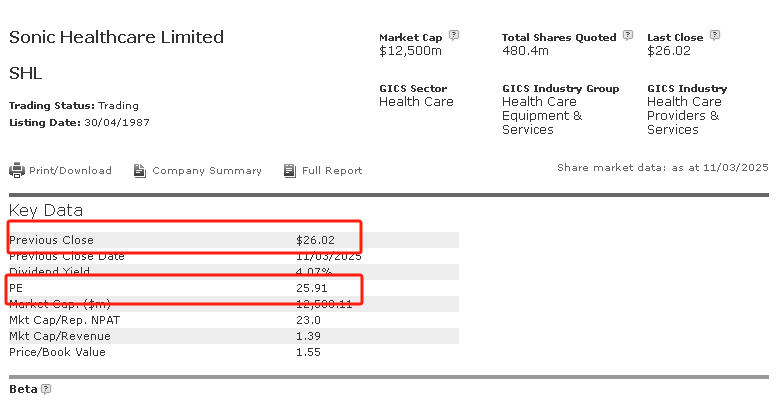 Sonic Healthcare Limited
SHL
Trading Status: Trading
Listing Date: 30/04/1987
Market Cap ?
$12,500m
Total Shares Quoted ?
480.4m
Last Close ?
$26.02
GICS Sector
Health Care
GICS Industry Group
Health Care
Equipment &
Services
GICS Industry
Health Care
Providers &
Services
Print/Download Company Summary Full Report
Share market data: as at 11/03/2025
Key Data
Previous Close $26.02
Previous Close Date 11/03/2025
Dividend Yield 4.07%
PE 25.91
Market Cap. ($m) 12,500.11
Mkt Cap/Rep. NPAT 23.0
Mkt Cap/Revenue 1.39
Price/Book Value 1.55
Beta ?